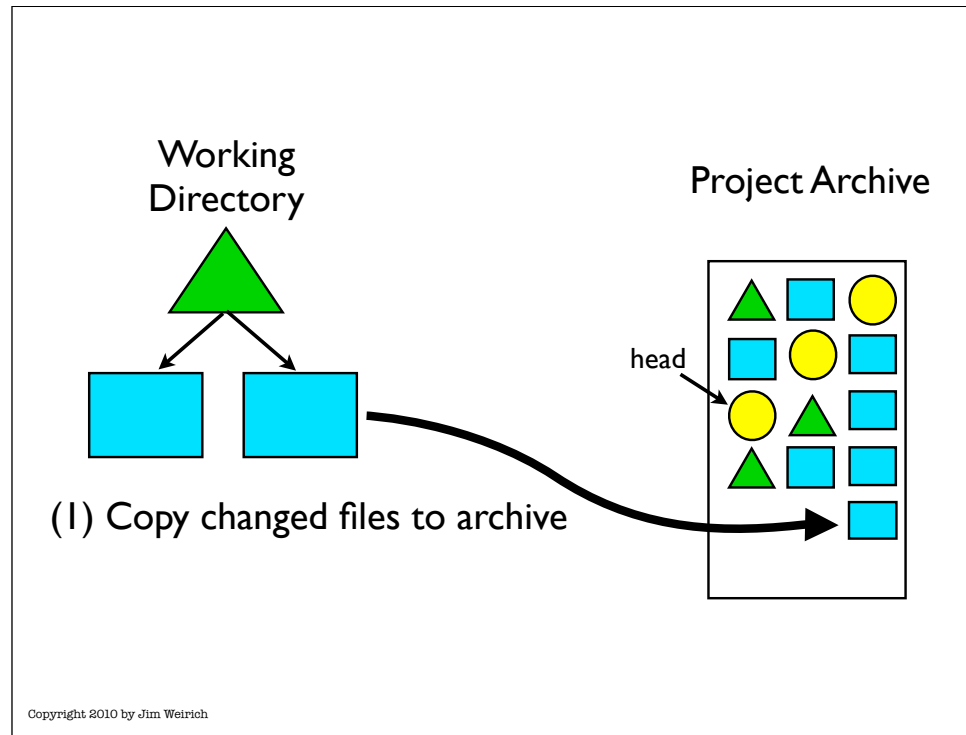 Working
Directory
Project Archive
head
(1) Copy changed files to archive
Copyright 2010 by Jim Weirich